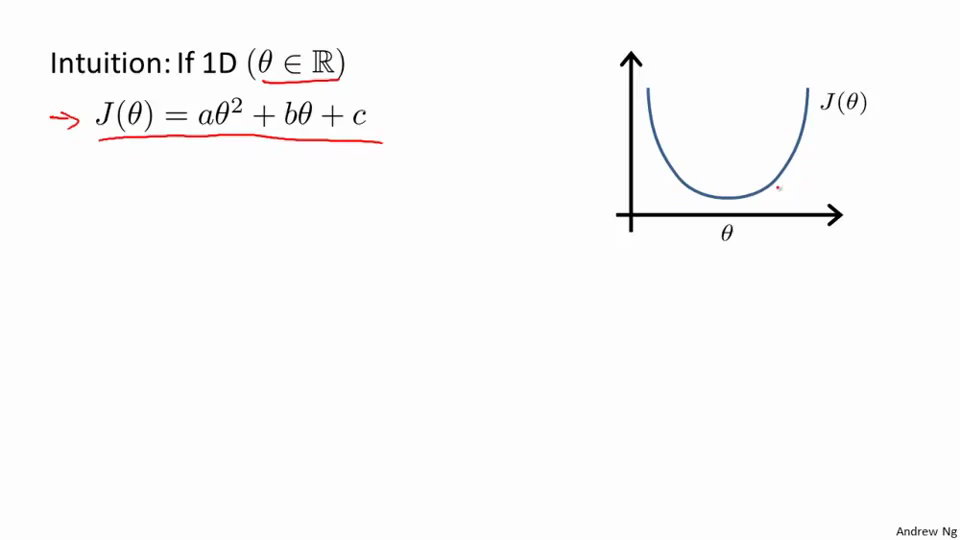 Intuition: If 1D (θ ∈ ℝ)
J(θ) = aθ² + bθ + c
J(θ)
θ
Andrew Ng